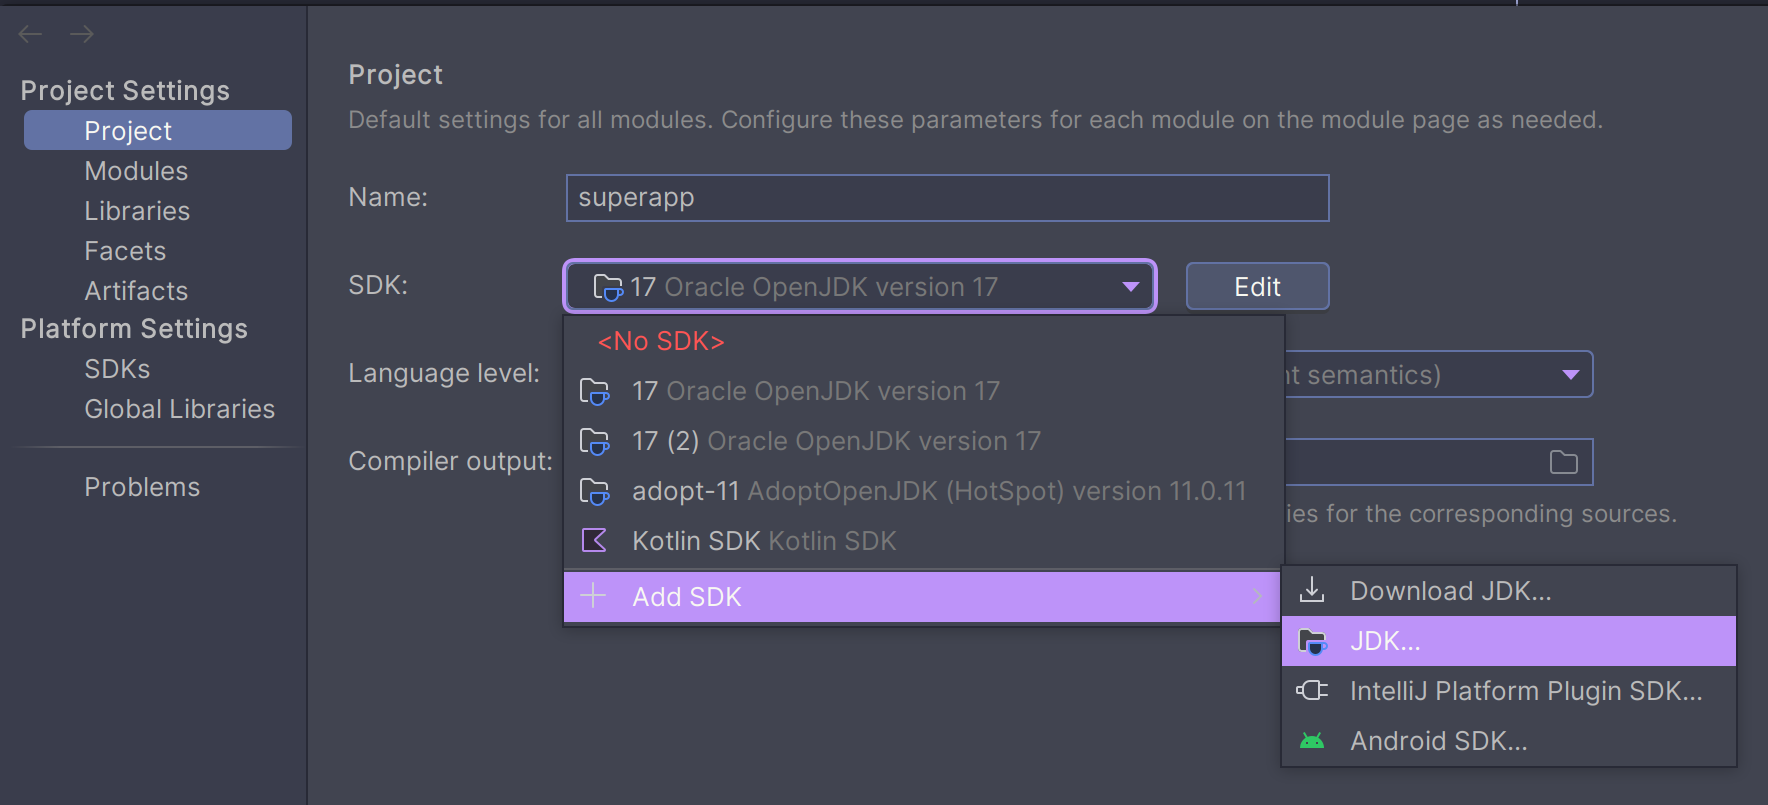 Project Settings
Project
Modules
Libraries
Facets
Artifacts
Platform Settings
SDKs
Global Libraries
Problems
Project
Default settings for all modules. Configure these parameters for each module on the module page as needed.
Name:
superapp
SDK:
17 Oracle OpenJDK version 17
Edit
<No SDK>
17 Oracle OpenJDK version 17
17 (2) Oracle OpenJDK version 17
adopt-11 AdoptOpenJDK (HotSpot) version 11.0.11
Kotlin SDK Kotlin SDK
Add SDK
Language level:
semantics)
Compiler output:
for the corresponding sources.
Download JDK...
JDK...
IntelliJ Platform Plugin SDK...
Android SDK...